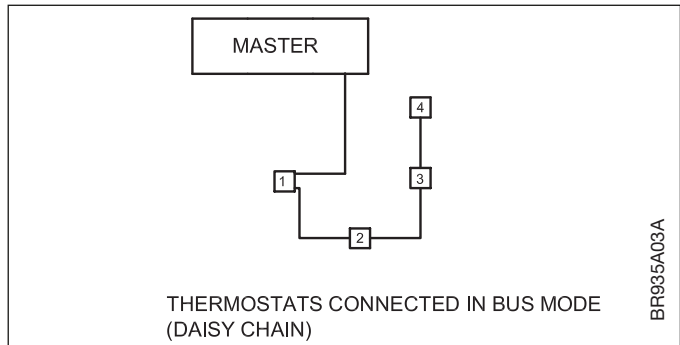 MASTER
4
1
3
2
THERMOSTATS CONNECTED IN BUS MODE
(DAISY CHAIN)
BR935A03A